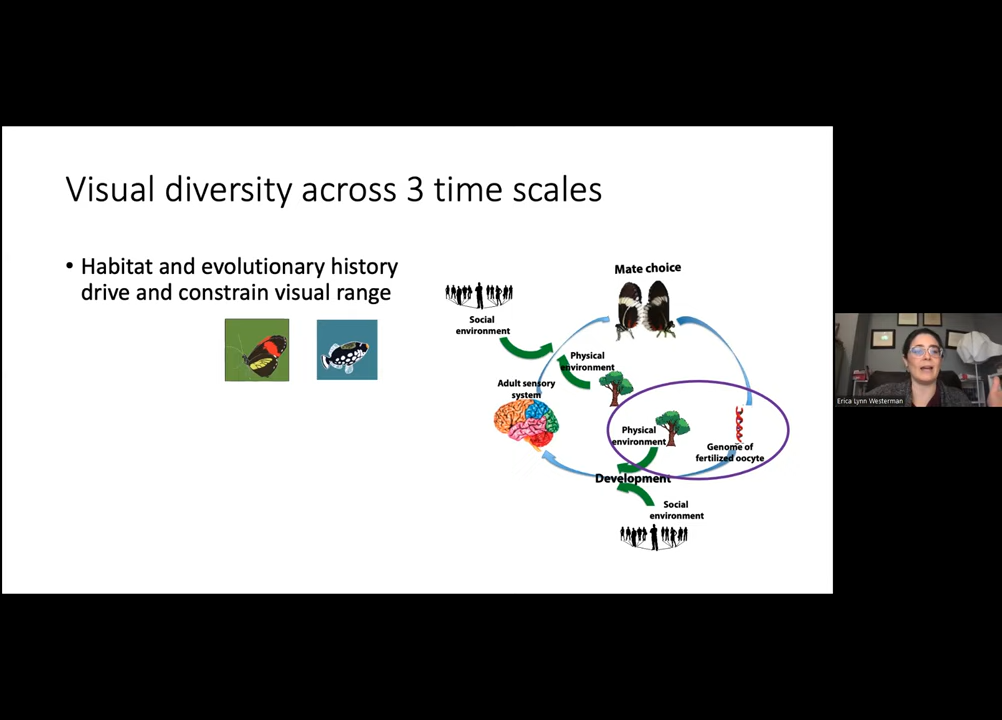 Visual diversity across 3 time scales
• Habitat and evolutionary history
drive and constrain visual range
Mate choice
Social
environment
Physical
environment
Adult sensory
system
Physical
environment
Genome of
fertilized oocyte
Development
Social
environment
Erica Lynn Westerman